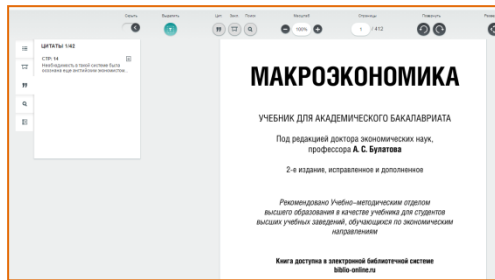 Скрыть
Выделить
Цит. Закл. Поиск
Масштаб
Страницы
Повернуть
100%
1 / 412
ЦИТАТЫ 1/42
СТР. 14
Необходимость в такой системе была
осознана еще английским экономистом...
МАКРОЭКОНОМИКА
УЧЕБНИК ДЛЯ АКАДЕМИЧЕСКОГО БАКАЛАВРИАТА
Под редакцией доктора экономических наук,
профессора А. С. Булатова
2-е издание, исправленное и дополненное
Рекомендовано Учебно-методическим отделом
высшего образования в качестве учебника для студентов
высших учебных заведений, обучающихся по экономическим
направлениям
Книга доступна в электронной библиотечной системе
biblio-online.ru